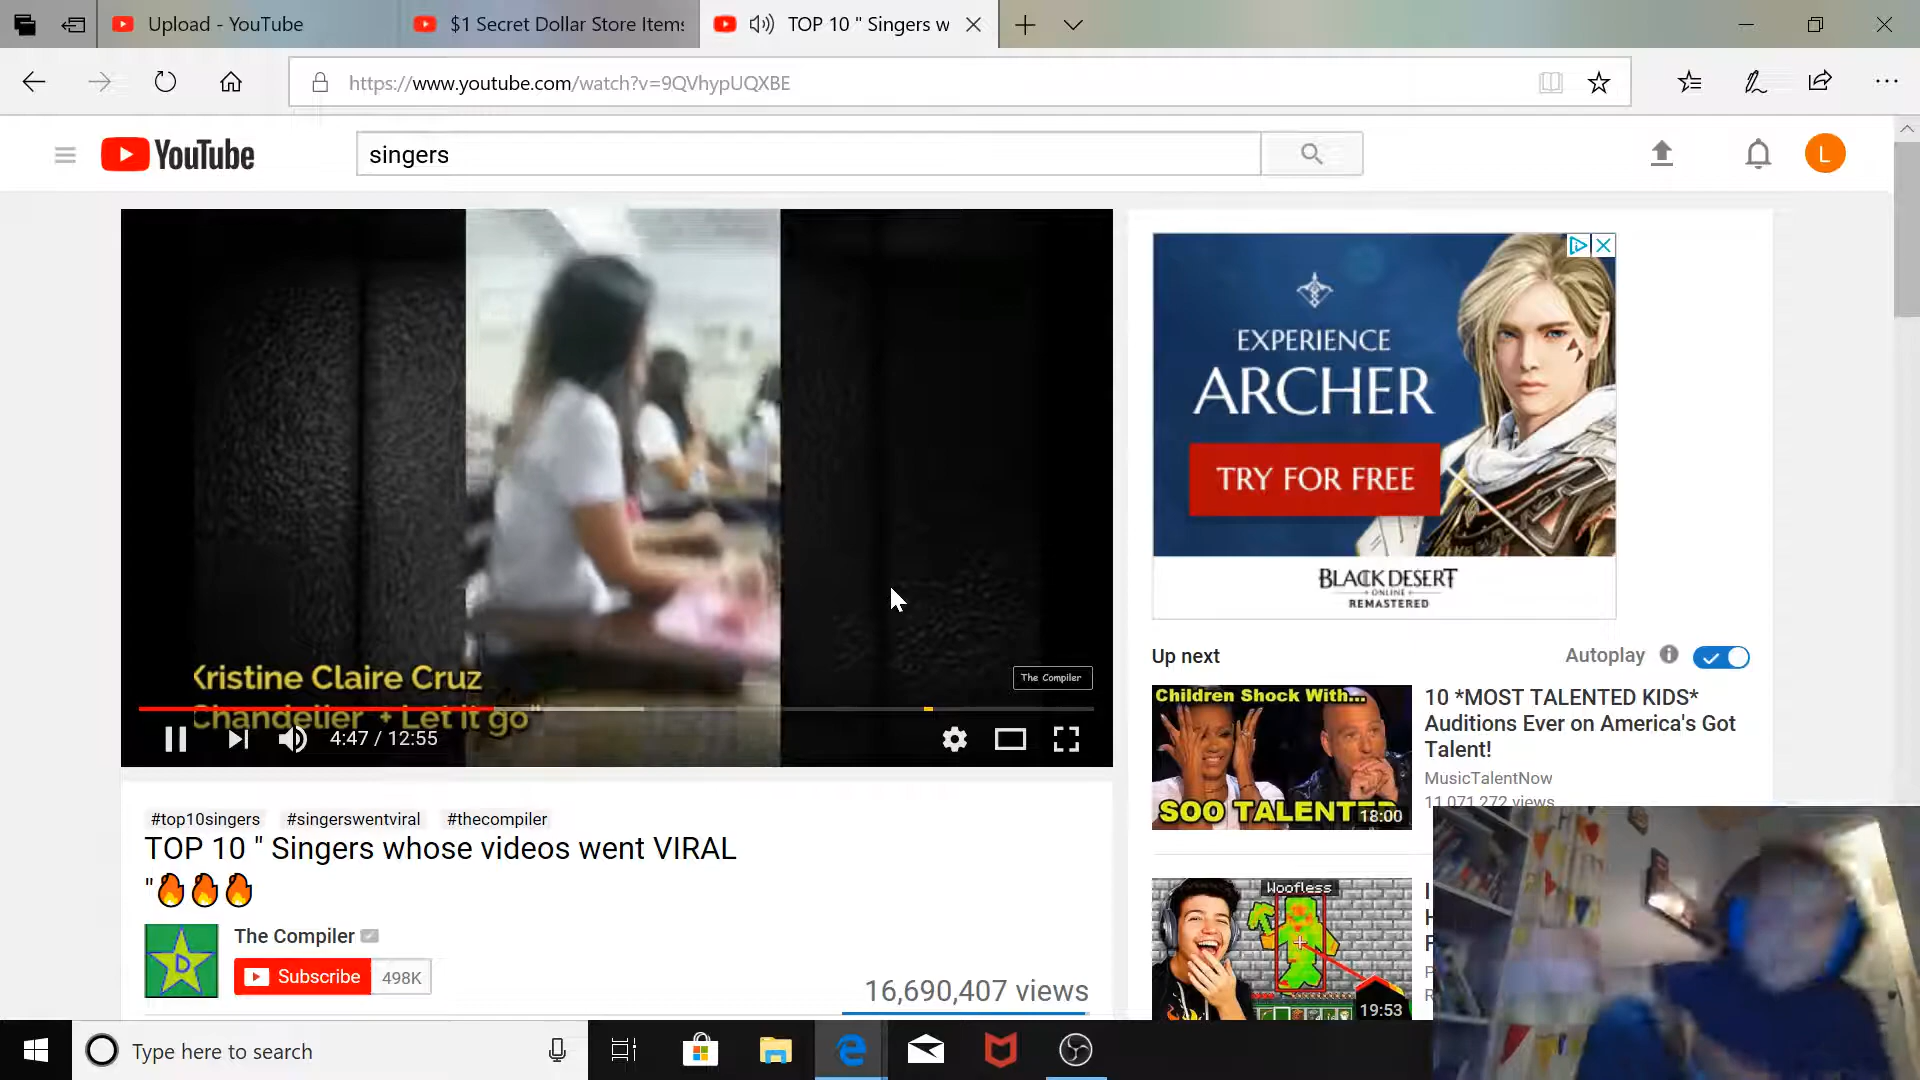 Upload - YouTube
$1 Secret Dollar Store Items
TOP 10 " Singers w
https://www.youtube.com/watch?v=9QVhypUQXBE
YouTube
singers
L
Kristine Claire Cruz
Chandelier + Let it go"
The Compiler
4:47 / 12:55
EXPERIENCE
ARCHER
TRY FOR FREE
BLACK DESERT
ONLINE
REMASTERED
Up next
Autoplay
Children Shock With...
SOO TALENTED
18:00
10 *MOST TALENTED KIDS*
Auditions Ever on America's Got
Talent!
MusicTalentNow
11,071,272 views
Woofless
19:53
#top10singers #singerswentviral #thecompiler
TOP 10 " Singers whose videos went VIRAL
"🔥🔥🔥
D
The Compiler
Subscribe 498K
16,690,407 views
Type here to search